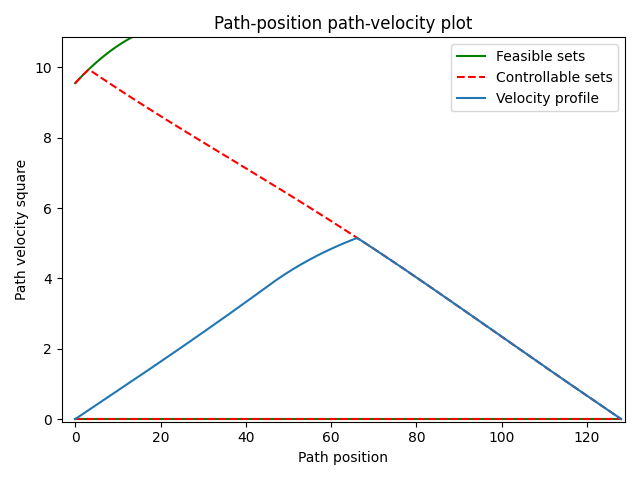 Path-position path-velocity plot
Feasible sets
Controllable sets
Velocity profile
Path velocity square
10
8
6
4
2
0
0 20 40 60 80 100 120
Path position